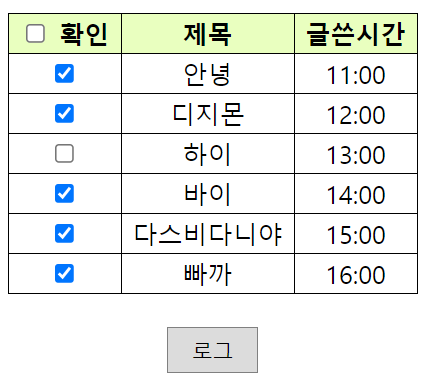 확인 제목 글쓴시간
안녕 11:00
디지몬 12:00
하이 13:00
바이 14:00
다스비다니야 15:00
빠까 16:00
로그